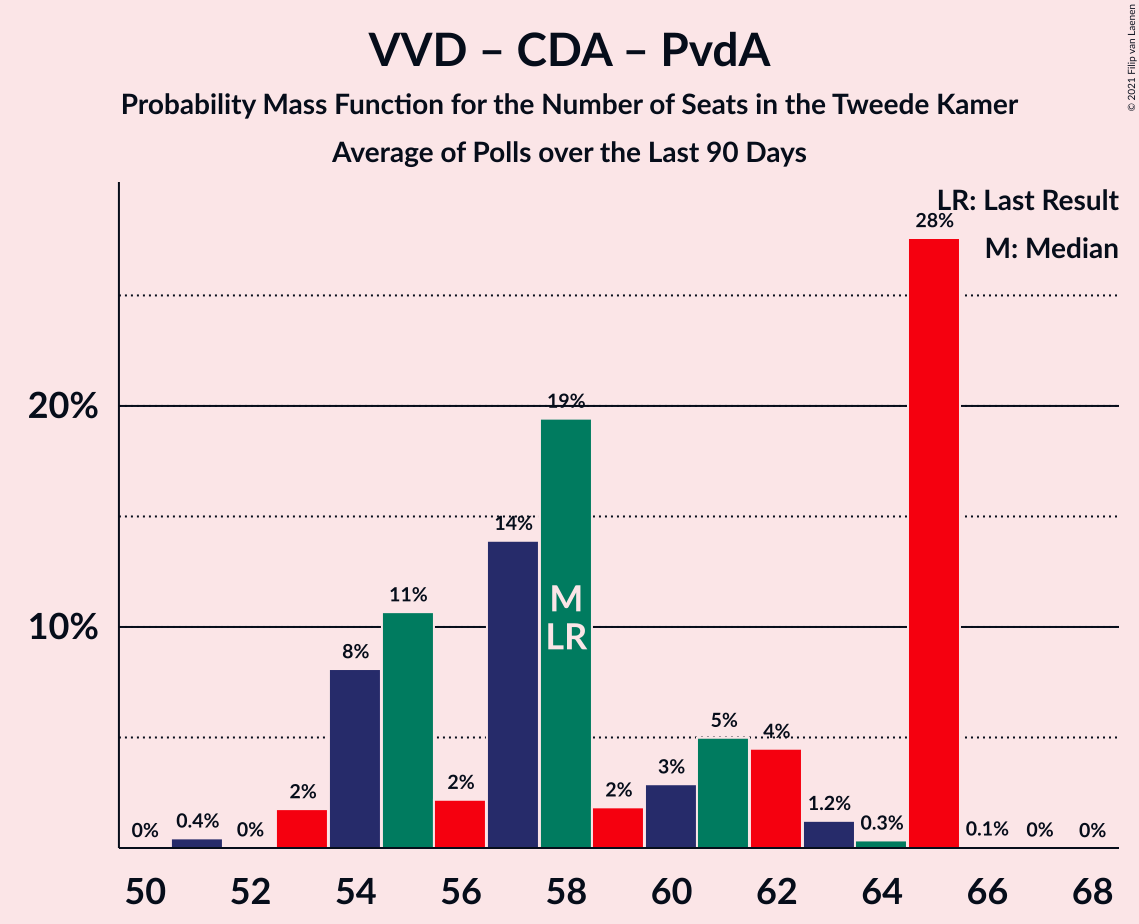 VVD – CDA – PvdA
Probability Mass Function for the Number of Seats in the Tweede Kamer
Average of Polls over the Last 90 Days
© 2021 Filip van Laenen
LR: Last Result
M: Median
20%
10%
0%
0.4%
0%
2%
8%
11%
2%
14%
19%
2%
3%
5%
4%
1.2%
0.3%
28%
0.1%
0%
0%
M
LR
50 52 54 56 58 60 62 64 66 68